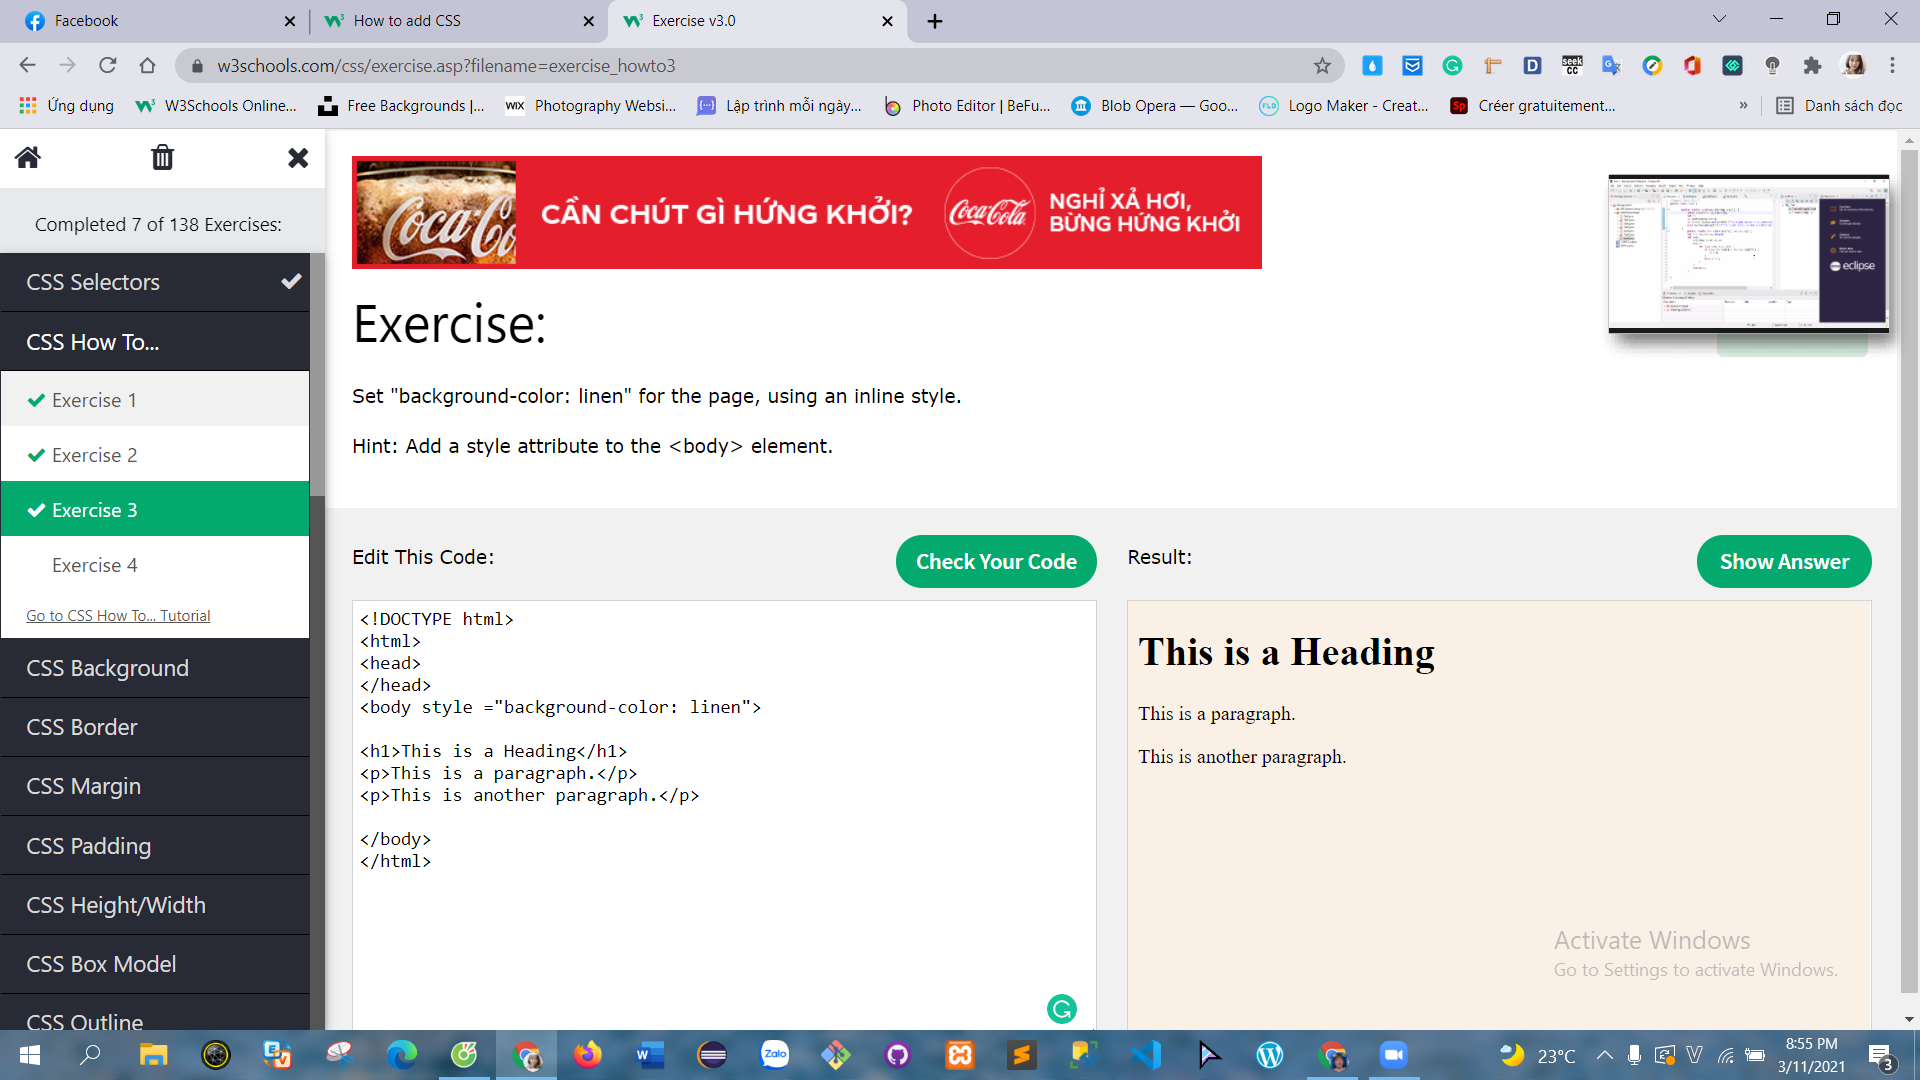 Facebook
How to add CSS
Exercise v3.0
w3schools.com/css/exercise.asp?filename=exercise_howto3
Ứng dụng
W3Schools Online...
Free Backgrounds |...
WIX
Photography Websi...
Lập trình mỗi ngày...
Photo Editor | BeFu...
Blob Opera — Goo...
FLD
Logo Maker - Creat...
Sp
Créer gratuitement...
»
Danh sách đọc
Completed 7 of 138 Exercises:
CSS Selectors
CSS How To...
Exercise 1
Exercise 2
Exercise 3
Exercise 4
Go to CSS How To... Tutorial
CSS Background
CSS Border
CSS Margin
CSS Padding
CSS Height/Width
CSS Box Model
CSS Outline
Coca-Co
CẦN CHÚT GÌ HỨNG KHỞI?
Coca-Cola
NGHỈ XẢ HƠI,
BỪNG HỨNG KHỞI
eclipse
Exercise:
Set "background-color: linen" for the page, using an inline style.
Hint: Add a style attribute to the <body> element.
Edit This Code:
Check Your Code
<!DOCTYPE html>
<html>
<head>
</head>
<body style ="background-color: linen">
<h1>This is a Heading</h1>
<p>This is a paragraph.</p>
<p>This is another paragraph.</p>
</body>
</html>
Result:
Show Answer
This is a Heading
This is a paragraph.
This is another paragraph.
Activate Windows
Go to Settings to activate Windows.
Zalo
23°C
8:55 PM
3/11/2021
3